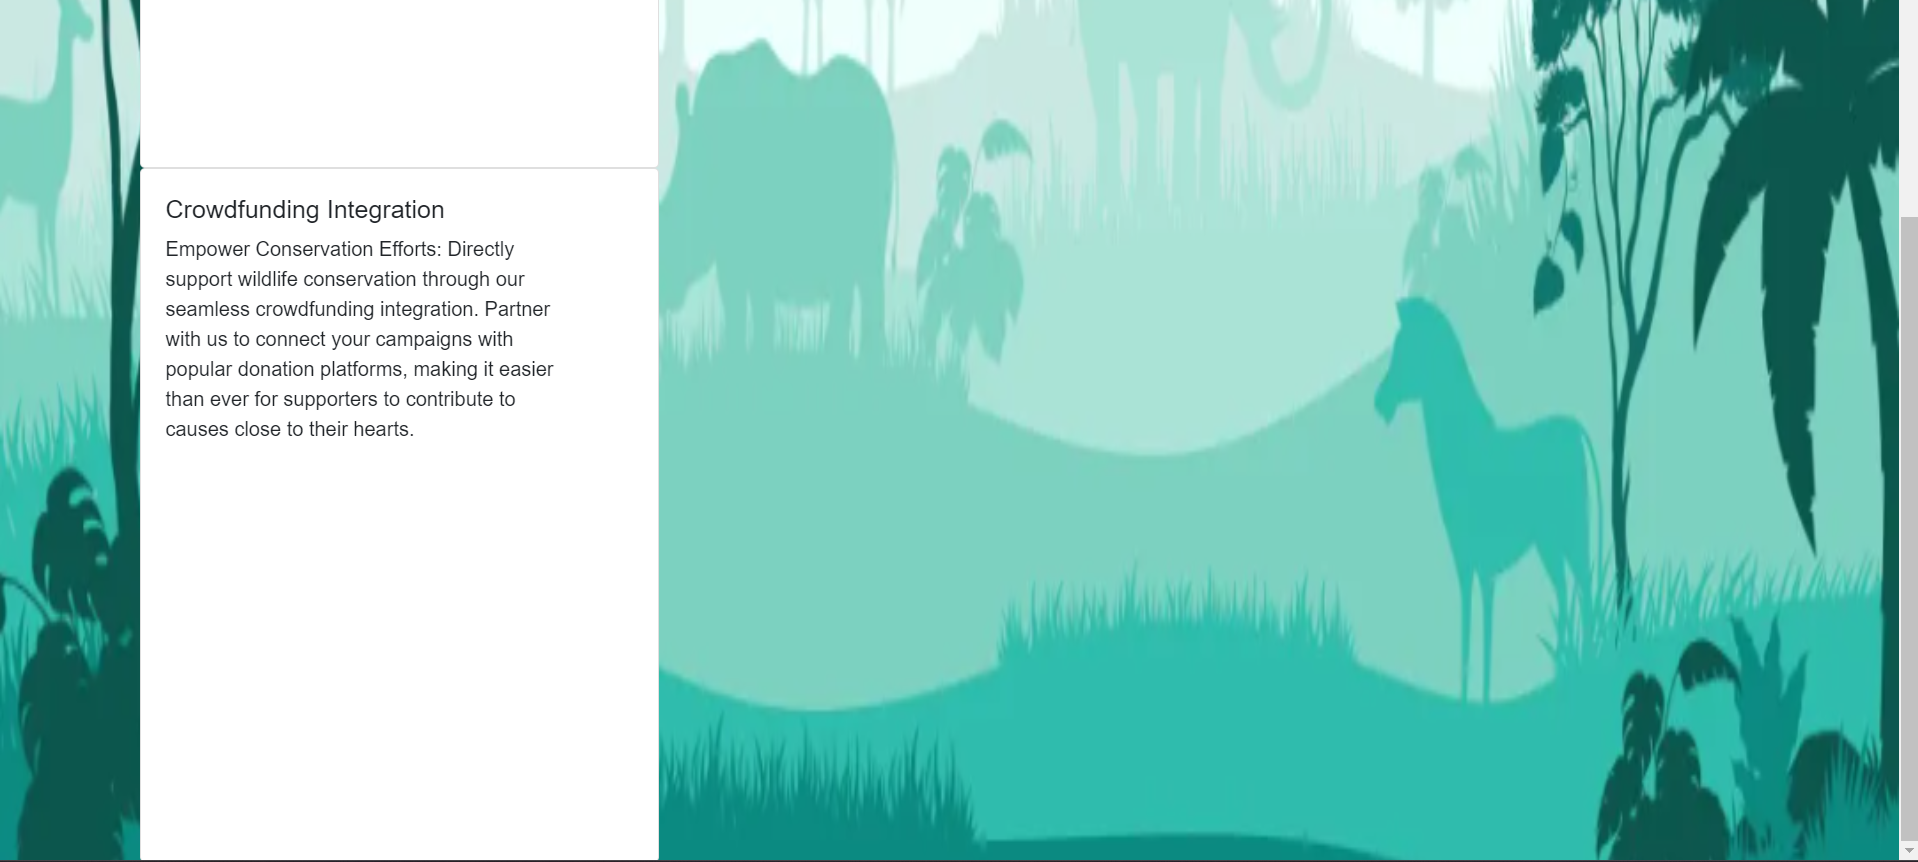 Crowdfunding Integration
Empower Conservation Efforts: Directly
support wildlife conservation through our
seamless crowdfunding integration. Partner
with us to connect your campaigns with
popular donation platforms, making it easier
than ever for supporters to contribute to
causes close to their hearts.